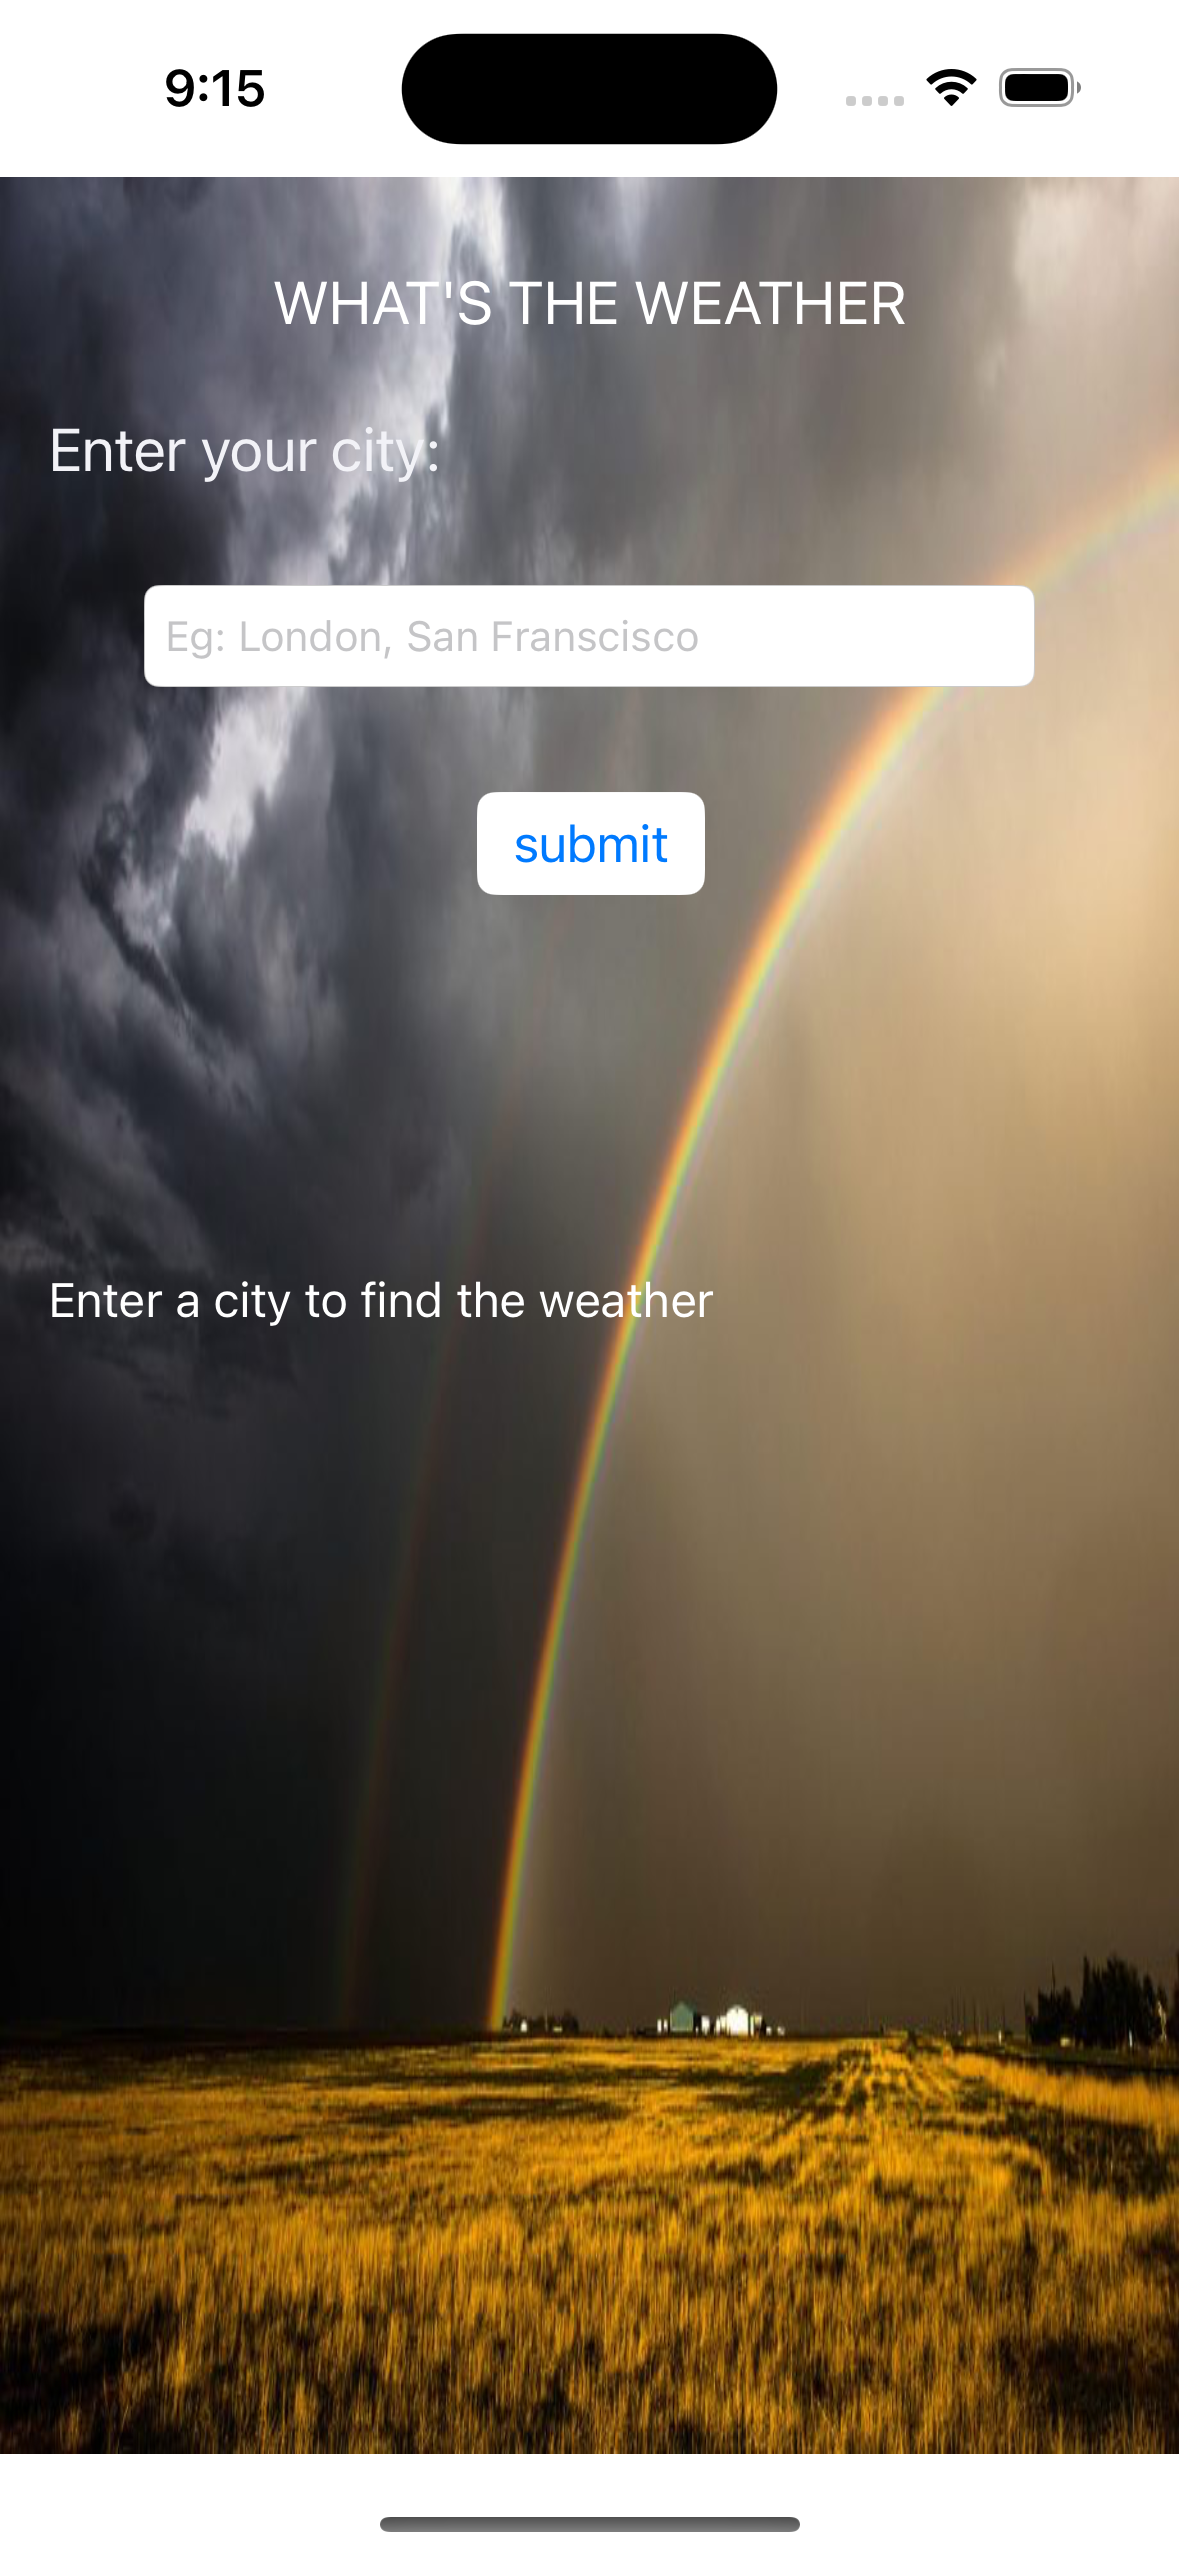 9:15
WHAT'S THE WEATHER
Enter your city:
Eg: London, San Franscisco
submit
Enter a city to find the weather